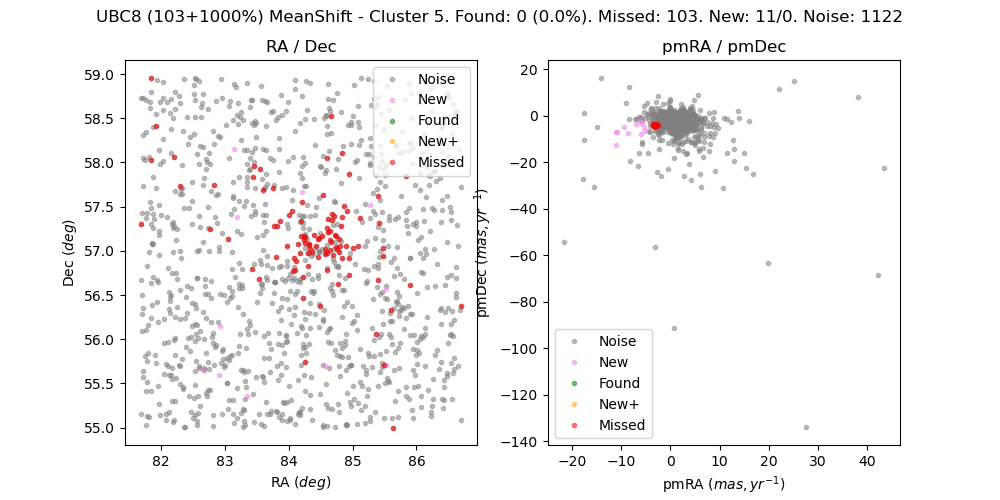 UBC8 (103+1000%) MeanShift - Cluster 5. Found: 0 (0.0%). Missed: 103. New: 11/0. Noise: 1122
RA / Dec
59.0
58.5
58.0
57.5
57.0
56.5
56.0
55.5
55.0
Dec (deg)
82
83
84
85
86
RA (deg)
Noise
New
Found
New+
Missed
pmRA / pmDec
20
0
−20
−40
−60
−80
−100
−120
−140
pmDec (mas, yr⁻¹)
−20
−10
0
10
20
30
40
pmRA (mas, yr⁻¹)
Noise
New
Found
New+
Missed